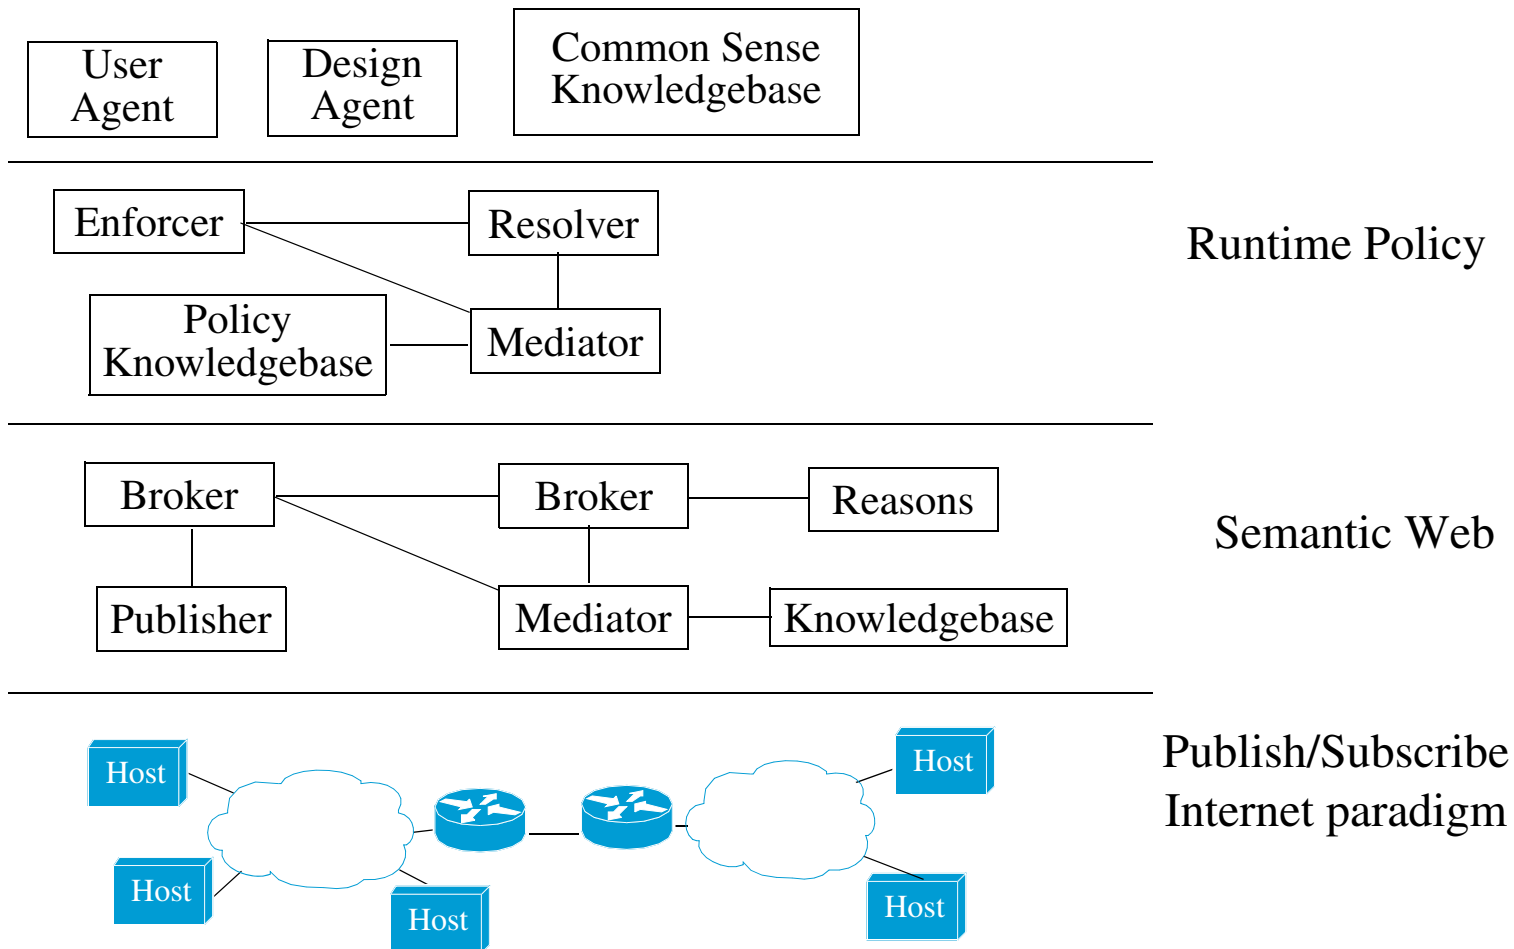 User
Agent
Design
Agent
Common Sense
Knowledgebase
Enforcer
Resolver
Runtime Policy
Policy
Knowledgebase
Mediator
Broker
Broker
Reasons
Semantic Web
Publisher
Mediator
Knowledgebase
Publish/Subscribe
Internet paradigm
Host
Host
Host
Host
Host